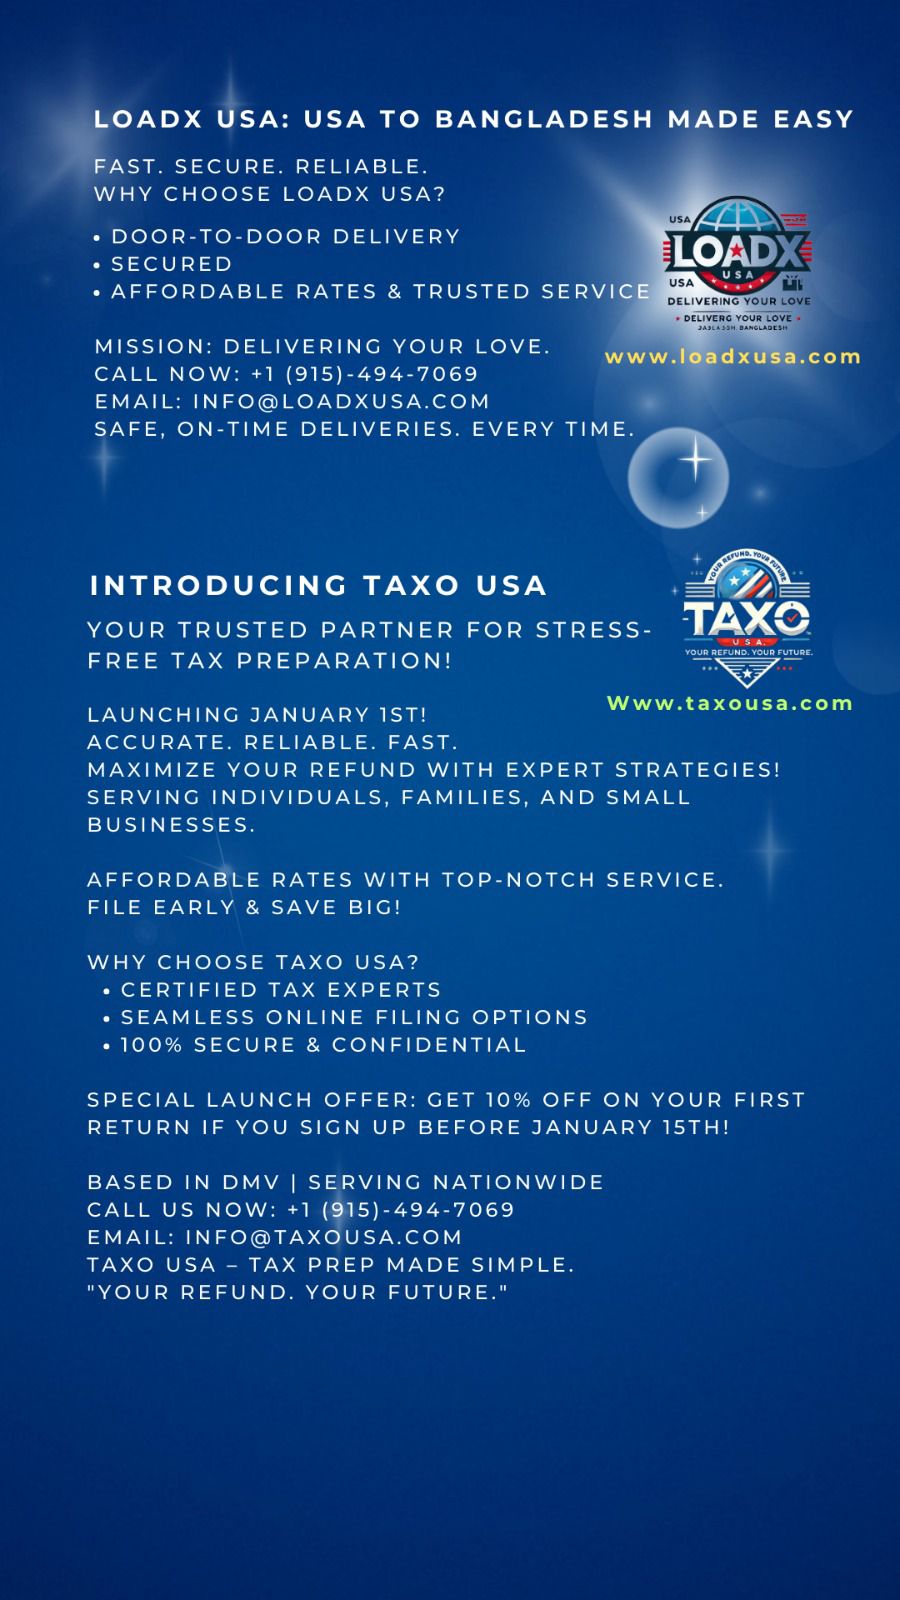 LOADX USA: USA TO BANGLADESH MADE EASY
FAST. SECURE. RELIABLE.
WHY CHOOSE LOADX USA?
• DOOR-TO-DOOR DELIVERY
• SECURED
• AFFORDABLE RATES & TRUSTED SERVICE
USA
LOADX
USA
USA
DELIVERING YOUR LOVE
• DELIVERG YOUR LOVE •
BANGLADESH
www.loadxusa.com
MISSION: DELIVERING YOUR LOVE.
CALL NOW: +1 (915)-494-7069
EMAIL: INFO@LOADXUSA.COM
SAFE, ON-TIME DELIVERIES. EVERY TIME.
INTRODUCING TAXO USA
YOUR TRUSTED PARTNER FOR STRESS-
FREE TAX PREPARATION!
YOUR REFUND. YOUR FUTURE.
TAXO
U S A.
YOUR REFUND. YOUR FUTURE.
Www.taxousa.com
LAUNCHING JANUARY 1ST!
ACCURATE. RELIABLE. FAST.
MAXIMIZE YOUR REFUND WITH EXPERT STRATEGIES!
SERVING INDIVIDUALS, FAMILIES, AND SMALL
BUSINESSES.
AFFORDABLE RATES WITH TOP-NOTCH SERVICE.
FILE EARLY & SAVE BIG!
WHY CHOOSE TAXO USA?
• CERTIFIED TAX EXPERTS
• SEAMLESS ONLINE FILING OPTIONS
• 100% SECURE & CONFIDENTIAL
SPECIAL LAUNCH OFFER: GET 10% OFF ON YOUR FIRST
RETURN IF YOU SIGN UP BEFORE JANUARY 15TH!
BASED IN DMV | SERVING NATIONWIDE
CALL US NOW: +1 (915)-494-7069
EMAIL: INFO@TAXOUSA.COM
TAXO USA – TAX PREP MADE SIMPLE.
"YOUR REFUND. YOUR FUTURE."